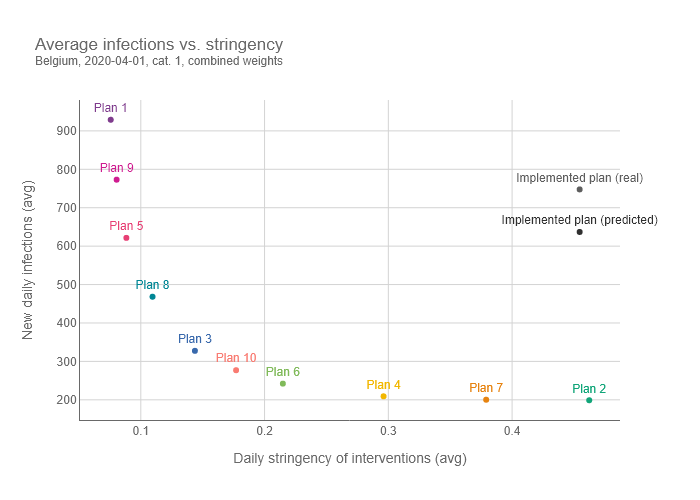 Average infections vs. stringency
Belgium, 2020-04-01, cat. 1, combined weights
Plan 1
900
800
Plan 9
Implemented plan (real)
700
Implemented plan (predicted)
Plan 5
600
500
Plan 8
400
Plan 3
300
Plan 10
Plan 6
Plan 4
Plan 7
Plan 2
200
New daily infections (avg)
0.1
0.2
0.3
0.4
Daily stringency of interventions (avg)